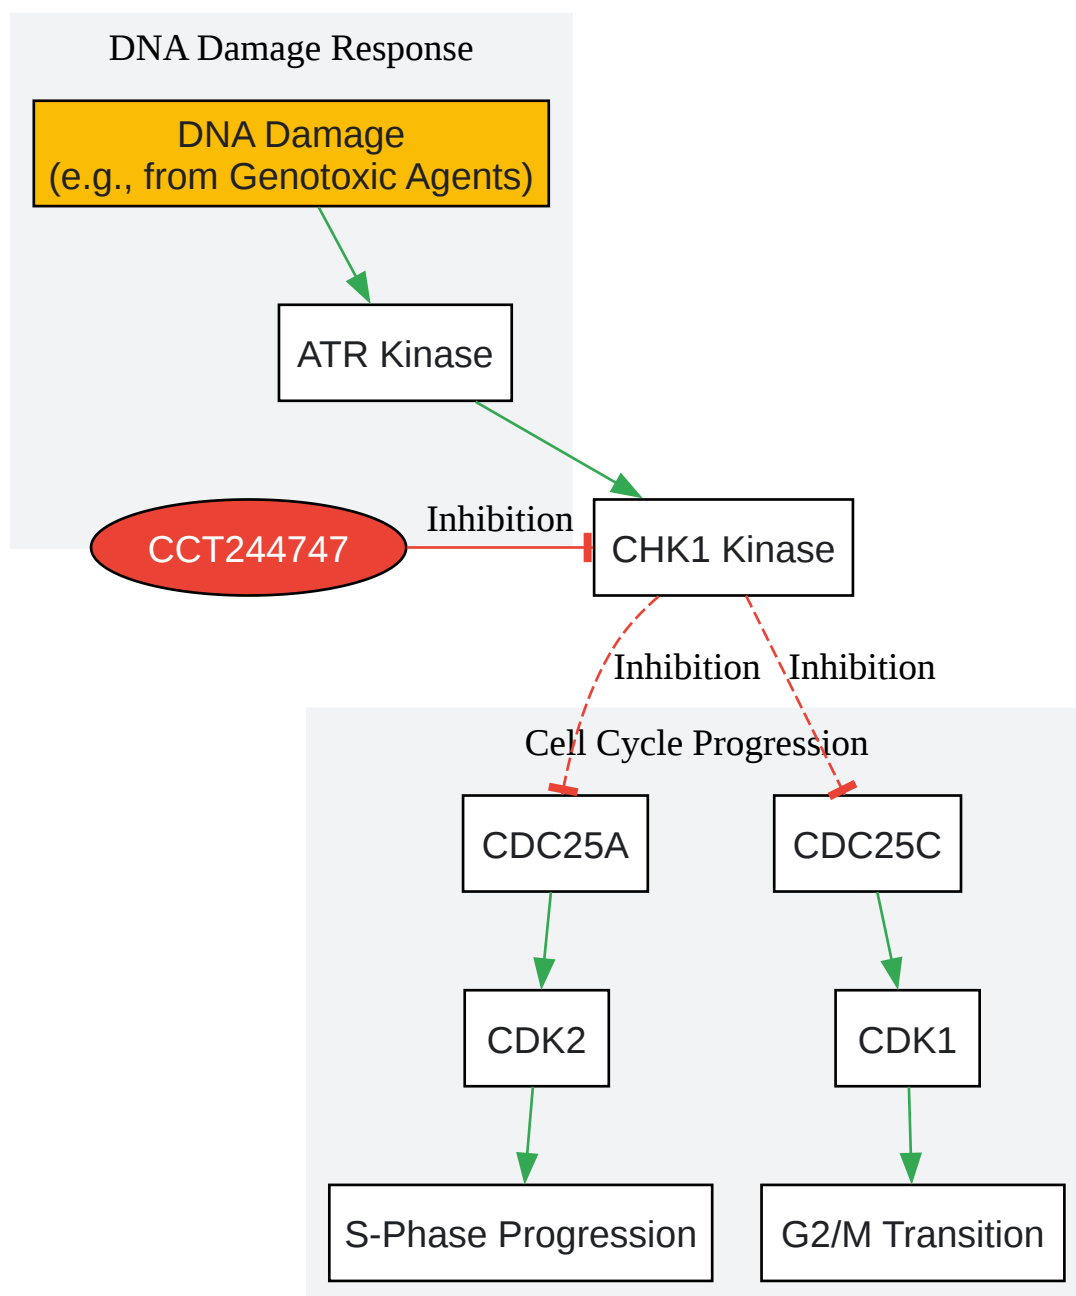 DNA Damage Response
DNA Damage
(e.g., from Genotoxic Agents)
ATR Kinase
CCT244747
Inhibition
CHK1 Kinase
Inhibition
Inhibition
Cell Cycle Progression
CDC25A
CDC25C
CDK2
CDK1
S-Phase Progression
G2/M Transition